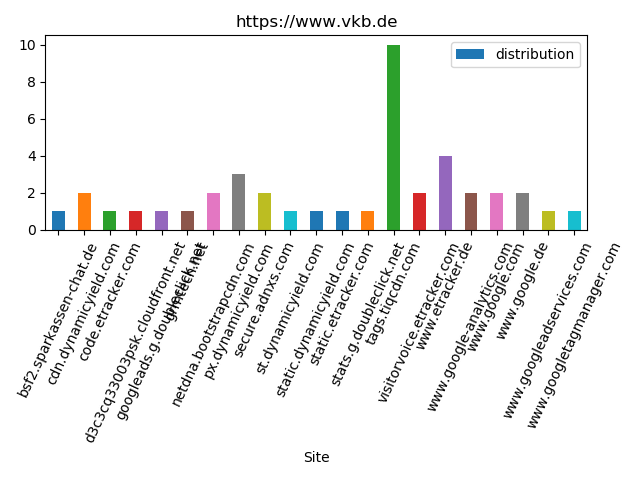 https://www.vkb.de
distribution
10
8
6
4
2
0
bsf2.sparkassen-chat.de
cdn.dynamicyield.com
code.etracker.com
d3c3cq33003psk.cloudfront.net
googleads.g.doubleclick.net
netdna.bootstrapcdn.com
px.dynamicyield.com
secure.adnxs.com
st.dynamicyield.com
static.dynamicyield.com
static.etracker.com
stats.g.doubleclick.net
tags.tiqcdn.com
visitorvoice.etracker.com
www.etracker.de
www.google-analytics.com
www.google.com
www.google.de
www.googleadservices.com
www.googletagmanager.com
Site